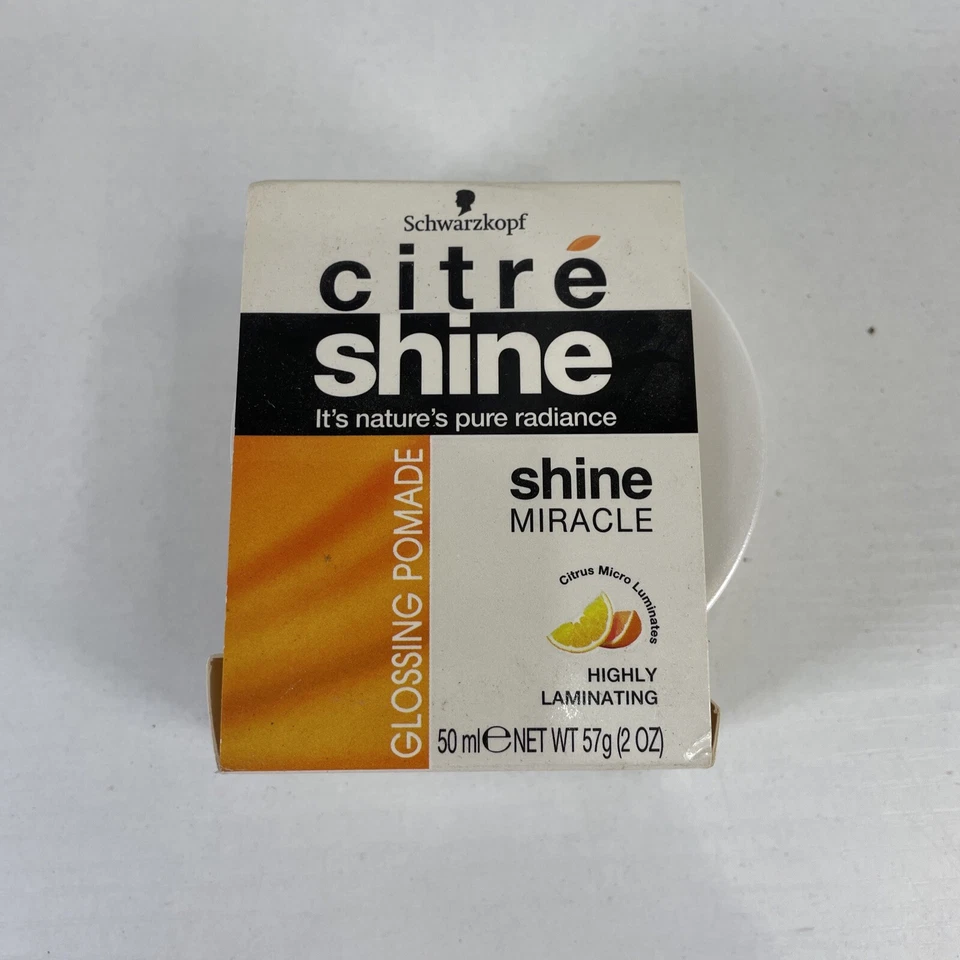 Schwarzkopf
citré
shine
It's nature's pure radiance
GLOSSING POMADE
shine
MIRACLE
Citrus Micro Luminates
HIGHLY
LAMINATING
50 ml ℮ NET WT 57g (2 OZ)